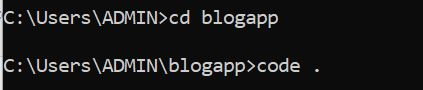 C:\Users\ADMIN>cd blogapp
C:\Users\ADMIN\blogapp>code .